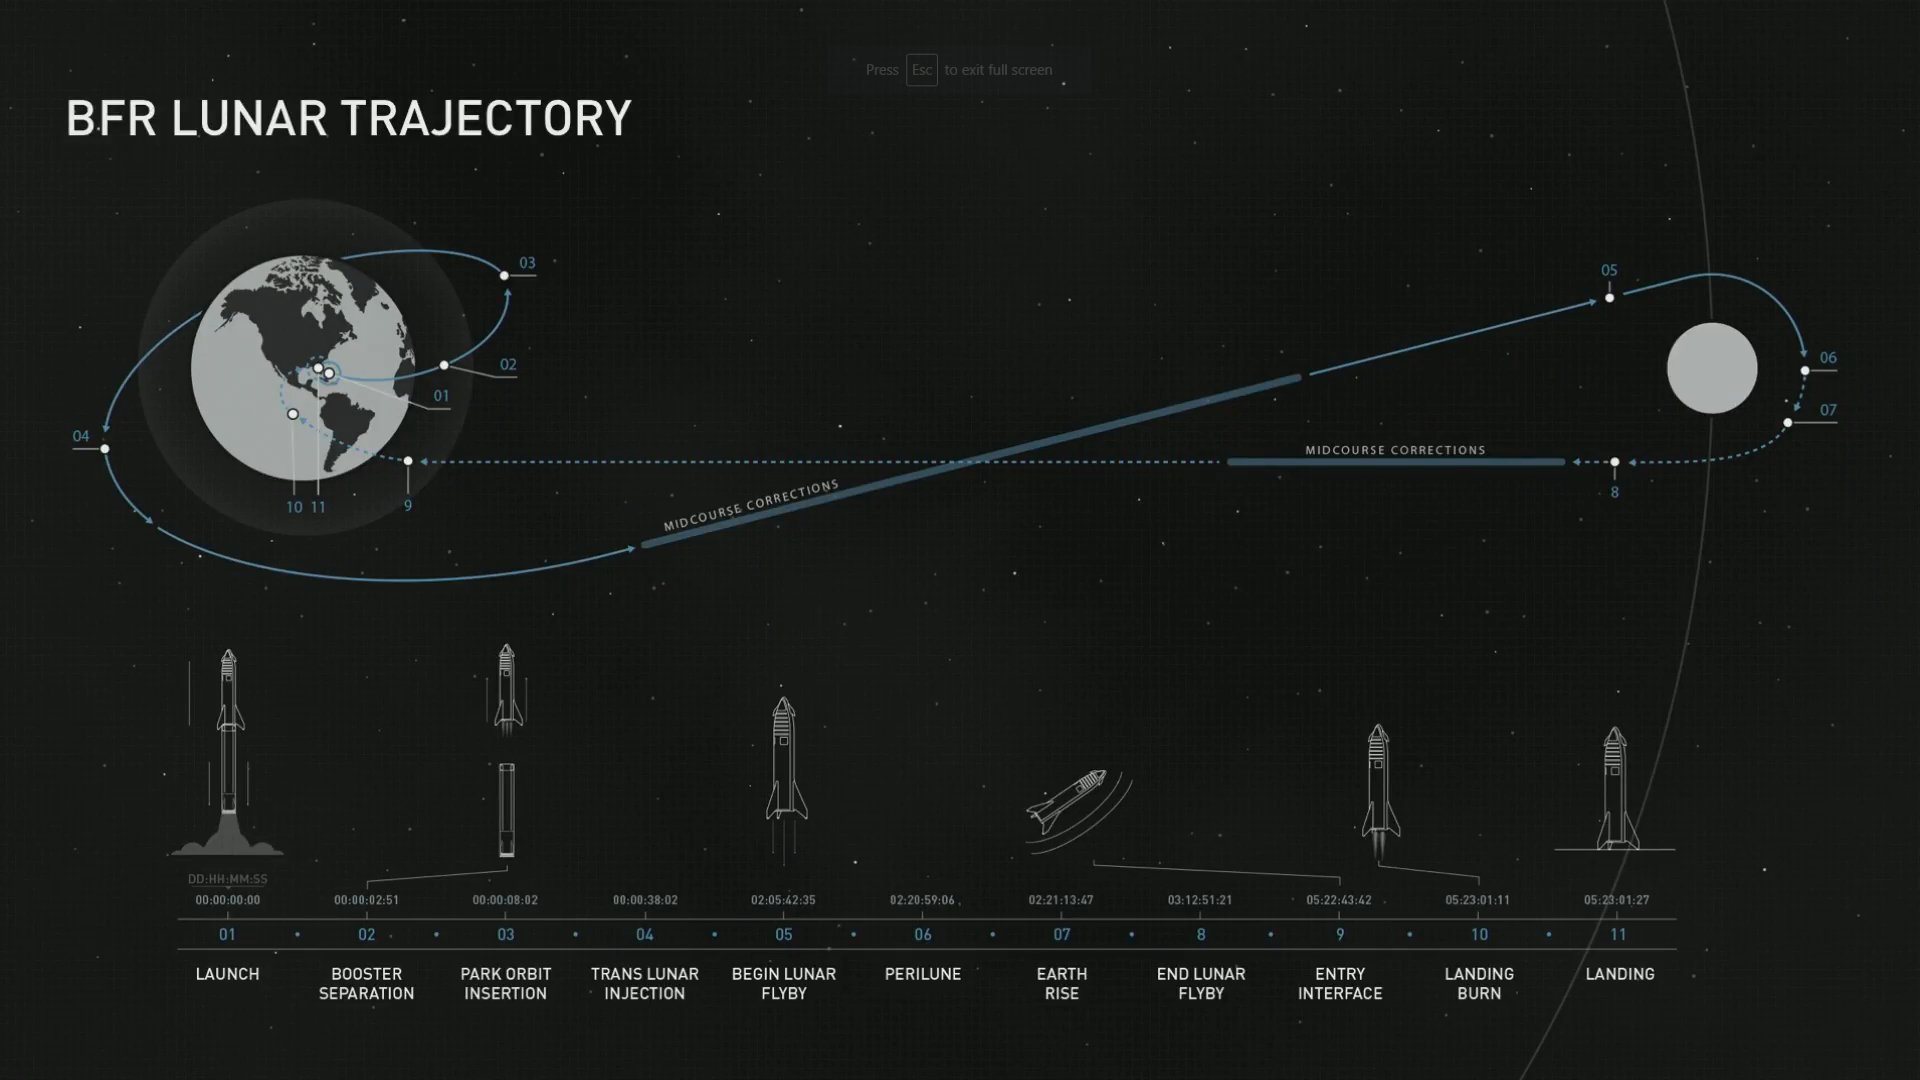 Press Esc to exit full screen
BFR LUNAR TRAJECTORY
03
02
01
04
10 11
9
MIDCOURSE CORRECTIONS
05
06
07
MIDCOURSE CORRECTIONS
8
DD:HH:MM:SS
00:00:00:00 00:00:02:51 00:00:08:02 00:00:38:02 02:05:42:35 02:20:59:06 02:21:13:47 03:12:51:21 05:22:43:42 05:23:01:11 05:23:01:27
01 02 03 04 05 06 07 8 9 10 11
LAUNCH BOOSTER PARK ORBIT TRANS LUNAR BEGIN LUNAR PERILUNE EARTH END LUNAR ENTRY LANDING LANDING
SEPARATION INSERTION INJECTION FLYBY RISE FLYBY INTERFACE BURN